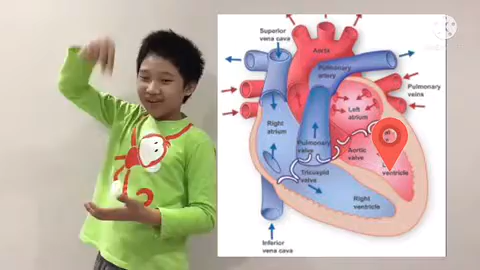 Superior
vena cava
Aorta
Pulmonary
artery
Pulmonary
veins
Left
atrium
Right
atrium
Pulmonary
valve
Aortic
valve
Tricuspid
valve
ventricle
Right
ventricle
Inferior
vena cava